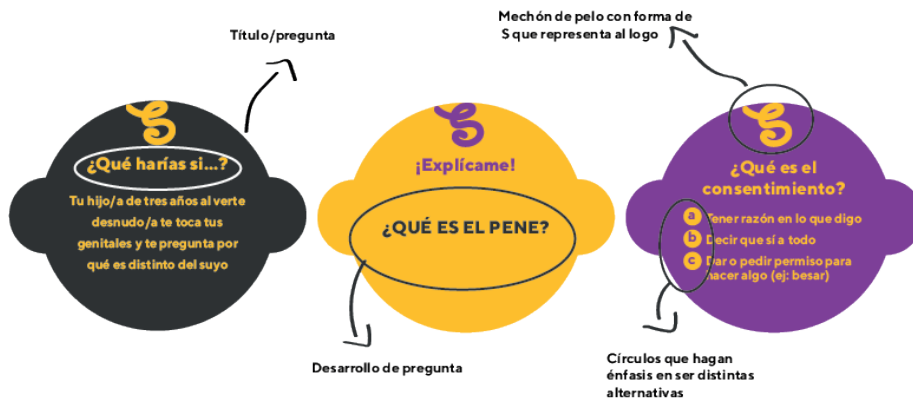 Título/pregunta
Mechón de pelo con forma de
S que representa al logo
¿Qué harías si...?
Tu hijo/a de tres años al verte
desnudo/a te toca tus
genitales y te pregunta por
qué es distinto del suyo
¡Explícame!
¿QUÉ ES EL PENE?
¿Qué es el
consentimiento?
a Tener razón en lo que digo
b Decir que sí a todo
c Dar o pedir permiso para
hacer algo (ej: besar)
Desarrollo de pregunta
Círculos que hagan
énfasis en ser distintas
alternativas